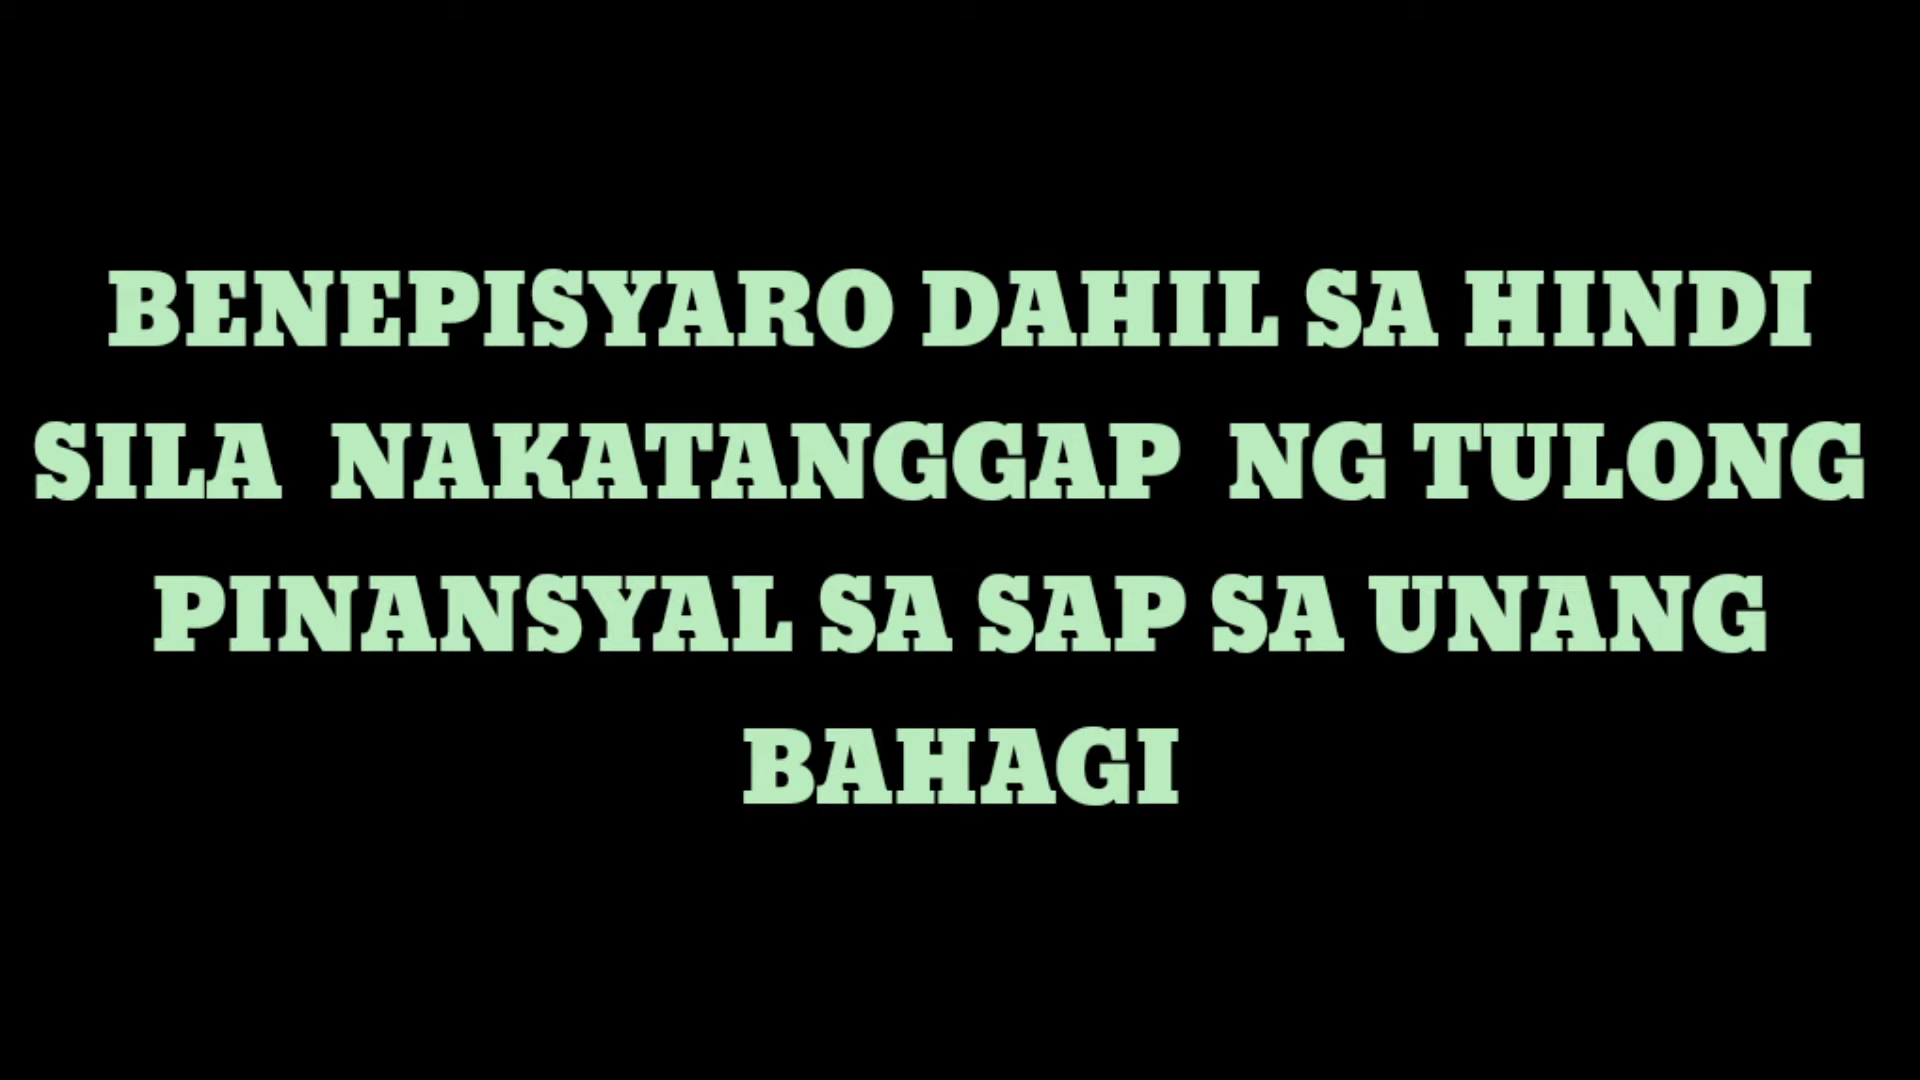 BENEPISYARO DAHIL SA HINDI
SILA NAKATANGGAP NG TULONG
PINANSYAL SA SAP SA UNANG
BAHAGI